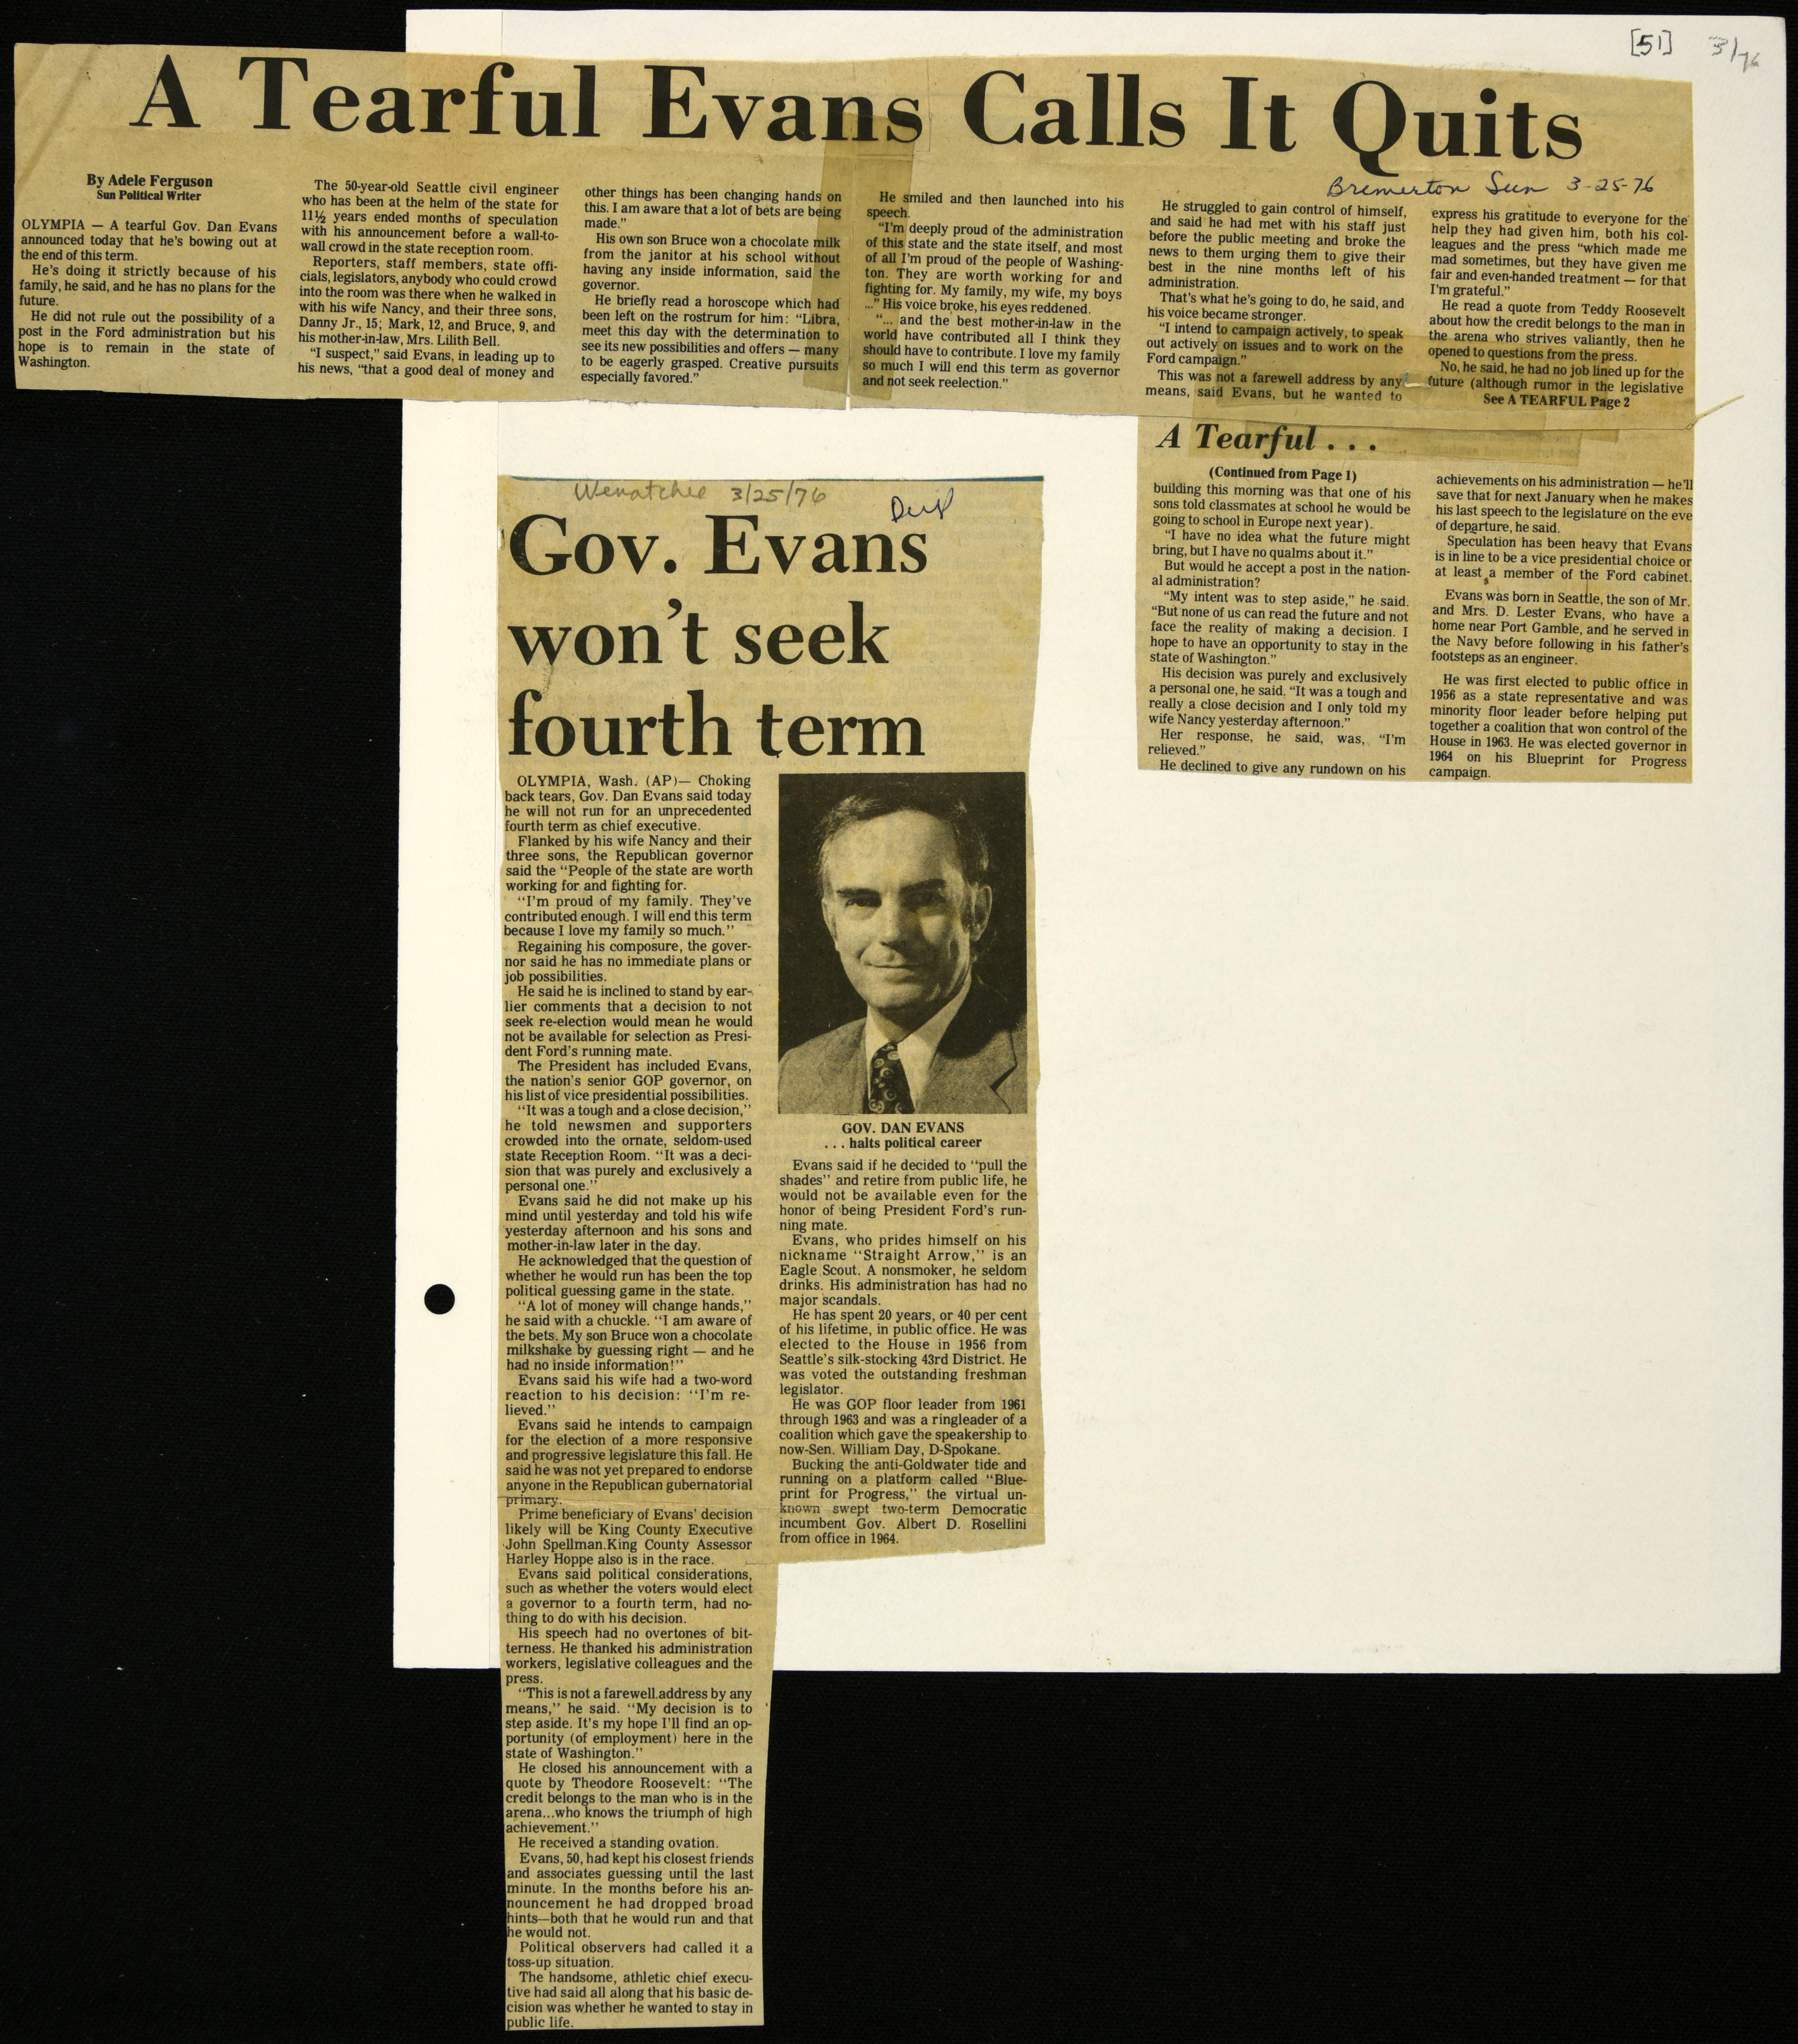 [51] 3/76
A Tearful Evans Calls It Quits
Bremerton Sun 3-25-76
By Adele Ferguson
Sun Political Writer
OLYMPIA — A tearful Gov. Dan Evans
announced today that he's bowing out at
the end of this term.
He's doing it strictly because of his
family, he said, and he has no plans for the
future.
He did not rule out the possibility of a
post in the Ford administration but his
hope is to remain in the state of
Washington.
The 50-year-old Seattle civil engineer
who has been at the helm of the state for
11½ years ended months of speculation
with his announcement before a wall-to-
wall crowd in the state reception room.
Reporters, staff members, state offi-
cials, legislators, anybody who could crowd
into the room was there when he walked in
with his wife Nancy, and their three sons,
Danny Jr., 15; Mark, 12, and Bruce, 9, and
his mother-in-law, Mrs. Lilith Bell.
"I suspect," said Evans, in leading up to
his news, "that a good deal of money and
other things has been changing hands on
this. I am aware that a lot of bets are being
made."
His own son Bruce won a chocolate milk
from the janitor at his school without
having any inside information, said the
governor.
He briefly read a horoscope which had
been left on the rostrum for him: "Libra,
meet this day with the determination to
see its new possibilities and offers — many
to be eagerly grasped. Creative pursuits
especially favored."
He smiled and then launched into his
speech.
"I'm deeply proud of the administration
of this state and the state itself, and most
of all I'm proud of the people of Washing-
ton. They are worth working for and
fighting for. My family, my wife, my boys
..." His voice broke, his eyes reddened.
"... and the best mother-in-law in the
world have contributed all I think they
should have to contribute. I love my family
so much I will end this term as governor
and not seek reelection."
He struggled to gain control of himself,
and said he had met with his staff just
before the public meeting and broke the
news to them urging them to give their
best in the nine months left of his
administration.
That's what he's going to do, he said, and
his voice became stronger.
"I intend to campaign actively, to speak
out actively on issues and to work on the
Ford campaign."
This was not a farewell address by any
means, said Evans, but he wanted to
express his gratitude to everyone for the
help they had given him, both his col-
leagues and the press "which made me
mad sometimes, but they have given me
fair and even-handed treatment — for that
I'm grateful."
He read a quote from Teddy Roosevelt
about how the credit belongs to the man in
the arena who strives valiantly, then he
opened to questions from the press.
No, he said, he had no job lined up for the
future (although rumor in the legislative
See A TEARFUL Page 2
A Tearful . . .
(Continued from Page 1)
building this morning was that one of his
sons told classmates at school he would be
going to school in Europe next year).
"I have no idea what the future might
bring, but I have no qualms about it."
But would he accept a post in the nation-
al administration?
"My intent was to step aside," he said.
"But none of us can read the future and not
face the reality of making a decision. I
hope to have an opportunity to stay in the
state of Washington."
His decision was purely and exclusively
a personal one, he said. "It was a tough and
really a close decision and I only told my
wife Nancy yesterday afternoon."
Her response, he said, was, "I'm
relieved."
He declined to give any rundown on his
achievements on his administration — he'll
save that for next January when he makes
his last speech to the legislature on the eve
of departure, he said.
Speculation has been heavy that Evans
is in line to be a vice presidential choice or
at least a member of the Ford cabinet.
Evans was born in Seattle, the son of Mr.
and Mrs. D. Lester Evans, who have a
home near Port Gamble, and he served in
the Navy before following in his father's
footsteps as an engineer.
He was first elected to public office in
1956 as a state representative and was
minority floor leader before helping put
together a coalition that won control of the
House in 1963. He was elected governor in
1964 on his Blueprint for Progress
campaign.
Wenatchee 3/25/76
Gov. Evans
won't seek
fourth term
OLYMPIA, Wash. (AP)— Choking
back tears, Gov. Dan Evans said today
he will not run for an unprecedented
fourth term as chief executive.
Flanked by his wife Nancy and their
three sons, the Republican governor
said the "People of the state are worth
working for and fighting for.
"I'm proud of my family. They've
contributed enough. I will end this term
because I love my family so much."
Regaining his composure, the gover-
nor said he has no immediate plans or
job possibilities.
He said he is inclined to stand by ear-
lier comments that a decision to not
seek re-election would mean he would
not be available for selection as Presi-
dent Ford's running mate.
The President has included Evans,
the nation's senior GOP governor, on
his list of vice presidential possibilities.
"It was a tough and a close decision,"
he told newsmen and supporters
crowded into the ornate, seldom-used
state Reception Room. "It was a deci-
sion that was purely and exclusively a
personal one."
Evans said he did not make up his
mind until yesterday and told his wife
yesterday afternoon and his sons and
mother-in-law later in the day.
He acknowledged that the question of
whether he would run has been the top
political guessing game in the state.
"A lot of money will change hands,"
he said with a chuckle. "I am aware of
the bets. My son Bruce won a chocolate
milkshake by guessing right — and he
had no inside information!"
Evans said his wife had a two-word
reaction to his decision: "I'm re-
lieved."
Evans said he intends to campaign
for the election of a more responsive
and progressive legislature this fall. He
said he was not yet prepared to endorse
anyone in the Republican gubernatorial
primary.
Prime beneficiary of Evans' decision
likely will be King County Executive
John Spellman.King County Assessor
Harley Hoppe also is in the race.
Evans said political considerations,
such as whether the voters would elect
a governor to a fourth term, had no-
thing to do with his decision.
His speech had no overtones of bit-
terness. He thanked his administration
workers, legislative colleagues and the
press.
"This is not a farewell address by any
means," he said. "My decision is to
step aside. It's my hope I'll find an op-
portunity (of employment) here in the
state of Washington."
He closed his announcement with a
quote by Theodore Roosevelt: "The
credit belongs to the man who is in the
arena...who knows the triumph of high
achievement."
He received a standing ovation.
Evans, 50, had kept his closest friends
and associates guessing until the last
minute. In the months before his an-
nouncement he had dropped broad
hints—both that he would run and that
he would not.
Political observers had called it a
toss-up situation.
The handsome, athletic chief execu-
tive had said all along that his basic de-
cision was whether he wanted to stay in
public life.
GOV. DAN EVANS
. . . halts political career
Evans said if he decided to "pull the
shades" and retire from public life, he
would not be available even for the
honor of being President Ford's run-
ning mate.
Evans, who prides himself on his
nickname "Straight Arrow," is an
Eagle Scout. A nonsmoker, he seldom
drinks. His administration has had no
major scandals.
He has spent 20 years, or 40 per cent
of his lifetime, in public office. He was
elected to the House in 1956 from
Seattle's silk-stocking 43rd District. He
was voted the outstanding freshman
legislator.
He was GOP floor leader from 1961
through 1963 and was a ringleader of a
coalition which gave the speakership to
now-Sen. William Day, D-Spokane.
Bucking the anti-Goldwater tide and
running on a platform called "Blue-
print for Progress," the virtual un-
known swept two-term Democratic
incumbent Gov. Albert D. Rosellini
from office in 1964.